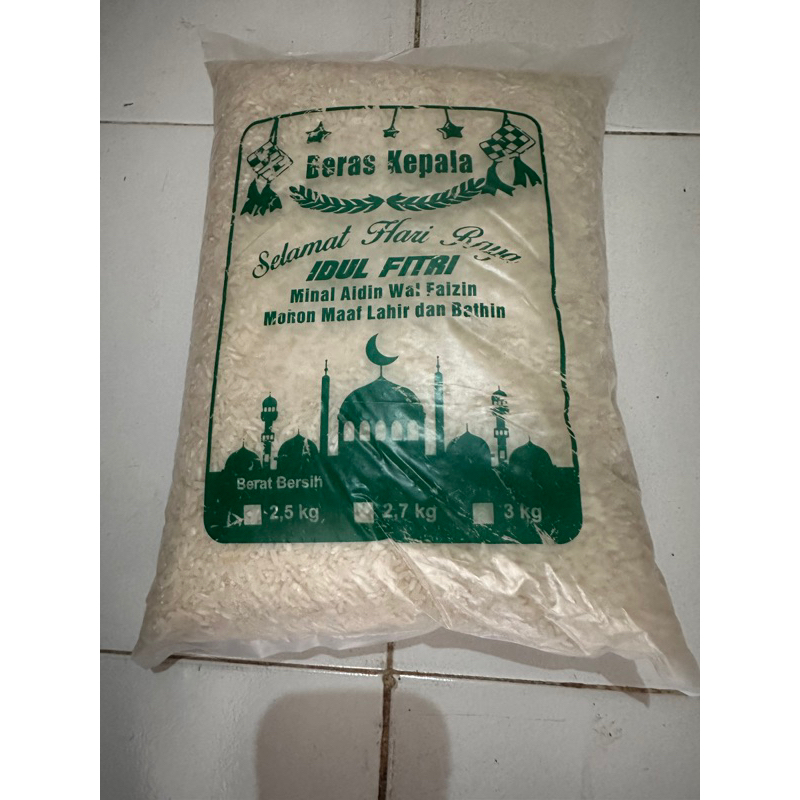 Beras Kepala
Selamat Hari Raya
IDUL FITRI
Minal Aidin Wal Faizin
Mohon Maaf Lahir dan Bathin
Berat Bersih
2,5 kg 2,7 kg 3 kg